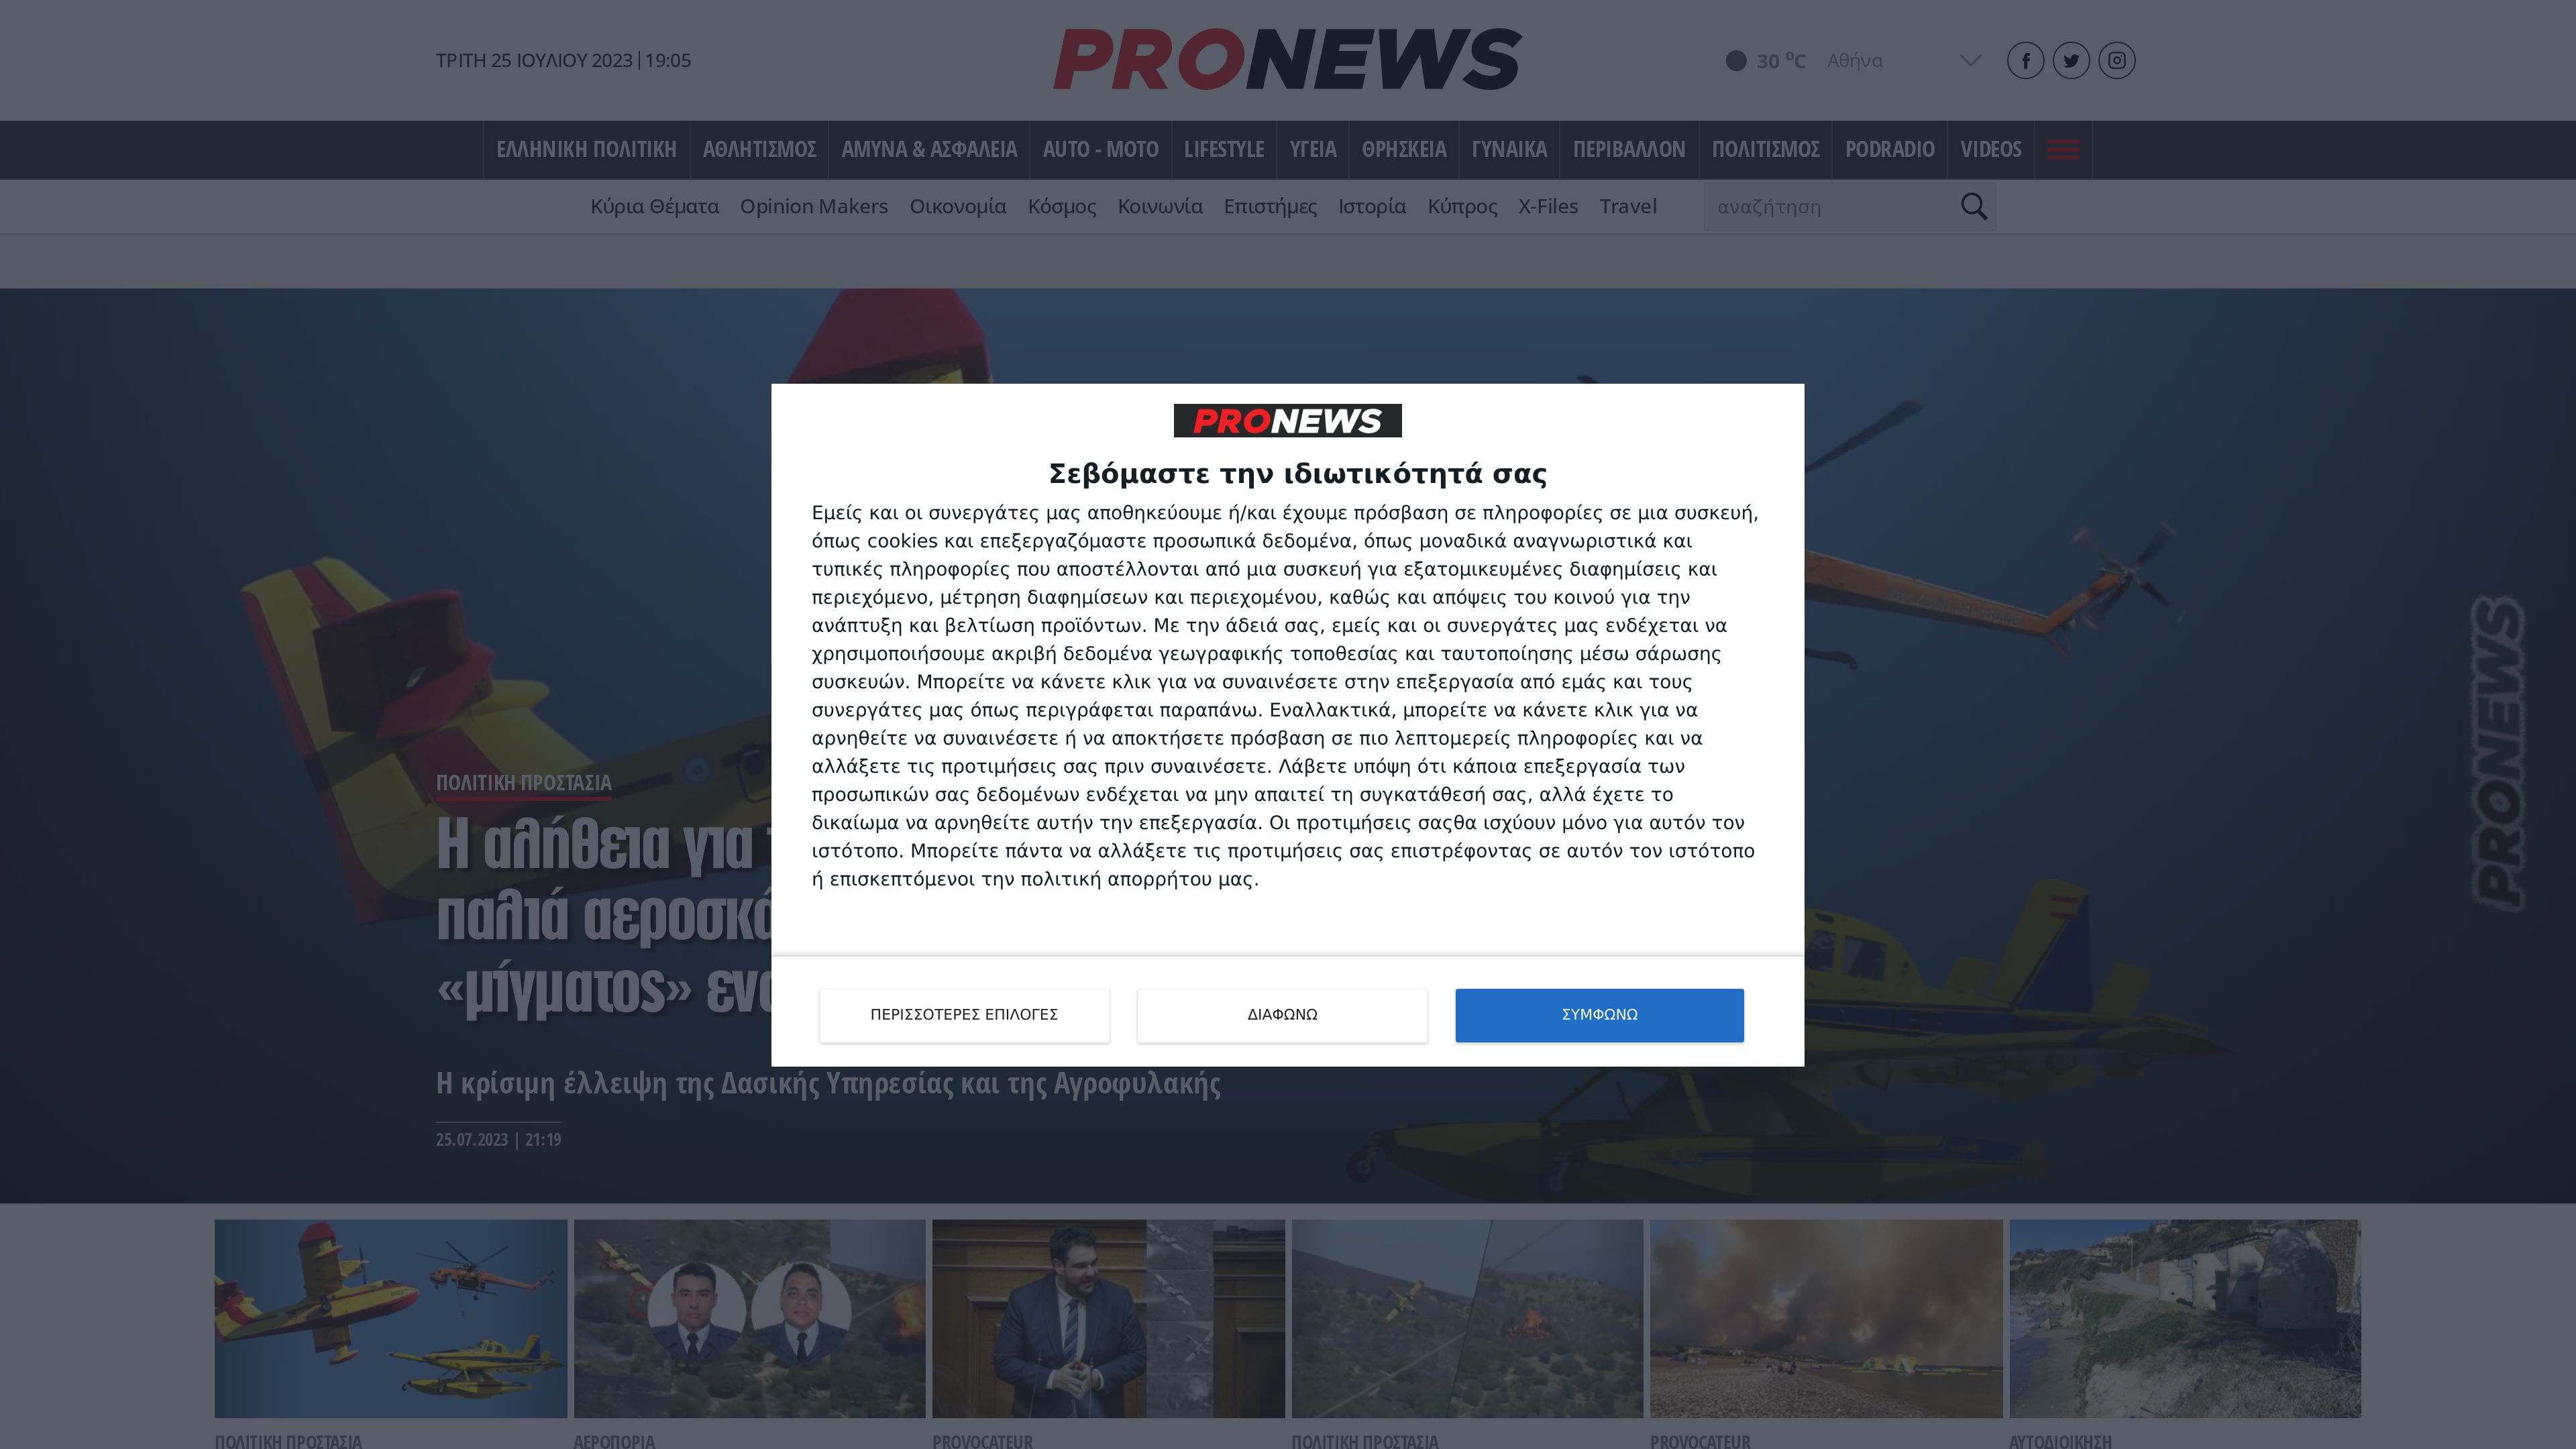 ΤΡΙΤΗ 25 ΙΟΥΛΙΟΥ 2023 | 19:05
PRONEWS
30 °C Αθήνα
ΕΛΛΗΝΙΚΗ ΠΟΛΙΤΙΚΗ ΑΘΛΗΤΙΣΜΟΣ ΑΜΥΝΑ & ΑΣΦΑΛΕΙΑ AUTO - MOTO LIFESTYLE ΥΓΕΙΑ ΘΡΗΣΚΕΙΑ ΓΥΝΑΙΚΑ ΠΕΡΙΒΑΛΛΟΝ ΠΟΛΙΤΙΣΜΟΣ PODRADIO VIDEOS
Κύρια Θέματα Opinion Makers Οικονομία Κόσμος Κοινωνία Επιστήμες Ιστορία Κύπρος X-Files Travel αναζήτηση
PRONEWS
Σεβόμαστε την ιδιωτικότητά σας
Εμείς και οι συνεργάτες μας αποθηκεύουμε ή/και έχουμε πρόσβαση σε πληροφορίες σε μια συσκευή,
όπως cookies και επεξεργαζόμαστε προσωπικά δεδομένα, όπως μοναδικά αναγνωριστικά και
τυπικές πληροφορίες που αποστέλλονται από μια συσκευή για εξατομικευμένες διαφημίσεις και
περιεχόμενο, μέτρηση διαφημίσεων και περιεχομένου, καθώς και απόψεις του κοινού για την
ανάπτυξη και βελτίωση προϊόντων. Με την άδειά σας, εμείς και οι συνεργάτες μας ενδέχεται να
χρησιμοποιήσουμε ακριβή δεδομένα γεωγραφικής τοποθεσίας και ταυτοποίησης μέσω σάρωσης
συσκευών. Μπορείτε να κάνετε κλικ για να συναινέσετε στην επεξεργασία από εμάς και τους
συνεργάτες μας όπως περιγράφεται παραπάνω. Εναλλακτικά, μπορείτε να κάνετε κλικ για να
αρνηθείτε να συναινέσετε ή να αποκτήσετε πρόσβαση σε πιο λεπτομερείς πληροφορίες και να
αλλάξετε τις προτιμήσεις σας πριν συναινέσετε. Λάβετε υπόψη ότι κάποια επεξεργασία των
προσωπικών σας δεδομένων ενδέχεται να μην απαιτεί τη συγκατάθεσή σας, αλλά έχετε το
δικαίωμα να αρνηθείτε αυτήν την επεξεργασία. Οι προτιμήσεις σαςθα ισχύουν μόνο για αυτόν τον
ιστότοπο. Μπορείτε πάντα να αλλάξετε τις προτιμήσεις σας επιστρέφοντας σε αυτόν τον ιστότοπο
ή επισκεπτόμενοι την πολιτική απορρήτου μας.
ΠΕΡΙΣΣΟΤΕΡΕΣ ΕΠΙΛΟΓΕΣ ΔΙΑΦΩΝΩ ΣΥΜΦΩΝΩ
PRONEWS
ΠΟΛΙΤΙΚΗ ΠΡΟΣΤΑΣΙΑ
Η αλήθεια για
παλιά
«μίγματος»
Η κρίσιμη έλλειψη της Δασικής Υπηρεσίας και της Αγροφυλακής
25.07.2023 | 21:19
ΠΟΛΙΤΙΚΗ ΠΡΟΣΤΑΣΙΑ ΑΕΡΟΠΟΡΙΑ PROVOCATEUR ΠΟΛΙΤΙΚΗ ΠΡΟΣΤΑΣΙΑ PROVOCATEUR ΑΥΤΟΔΙΟΙΚΗΣΗ